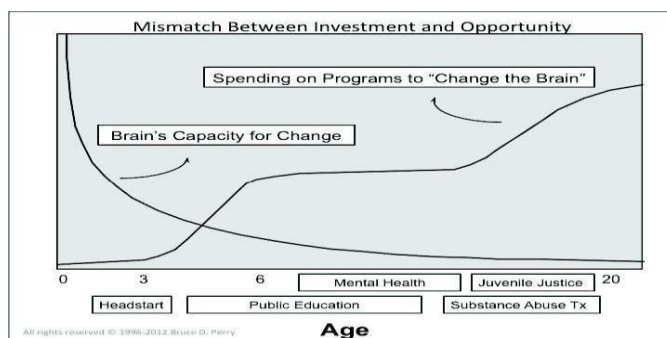 Mismatch Between Investment and Opportunity
Spending on Programs to “Change the Brain”
Brain’s Capacity for Change
0 3 6 20
Mental Health Juvenile Justice
Headstart Public Education Substance Abuse Tx
All rights reserved © 1996-2012 Bruce D. Perry
Age